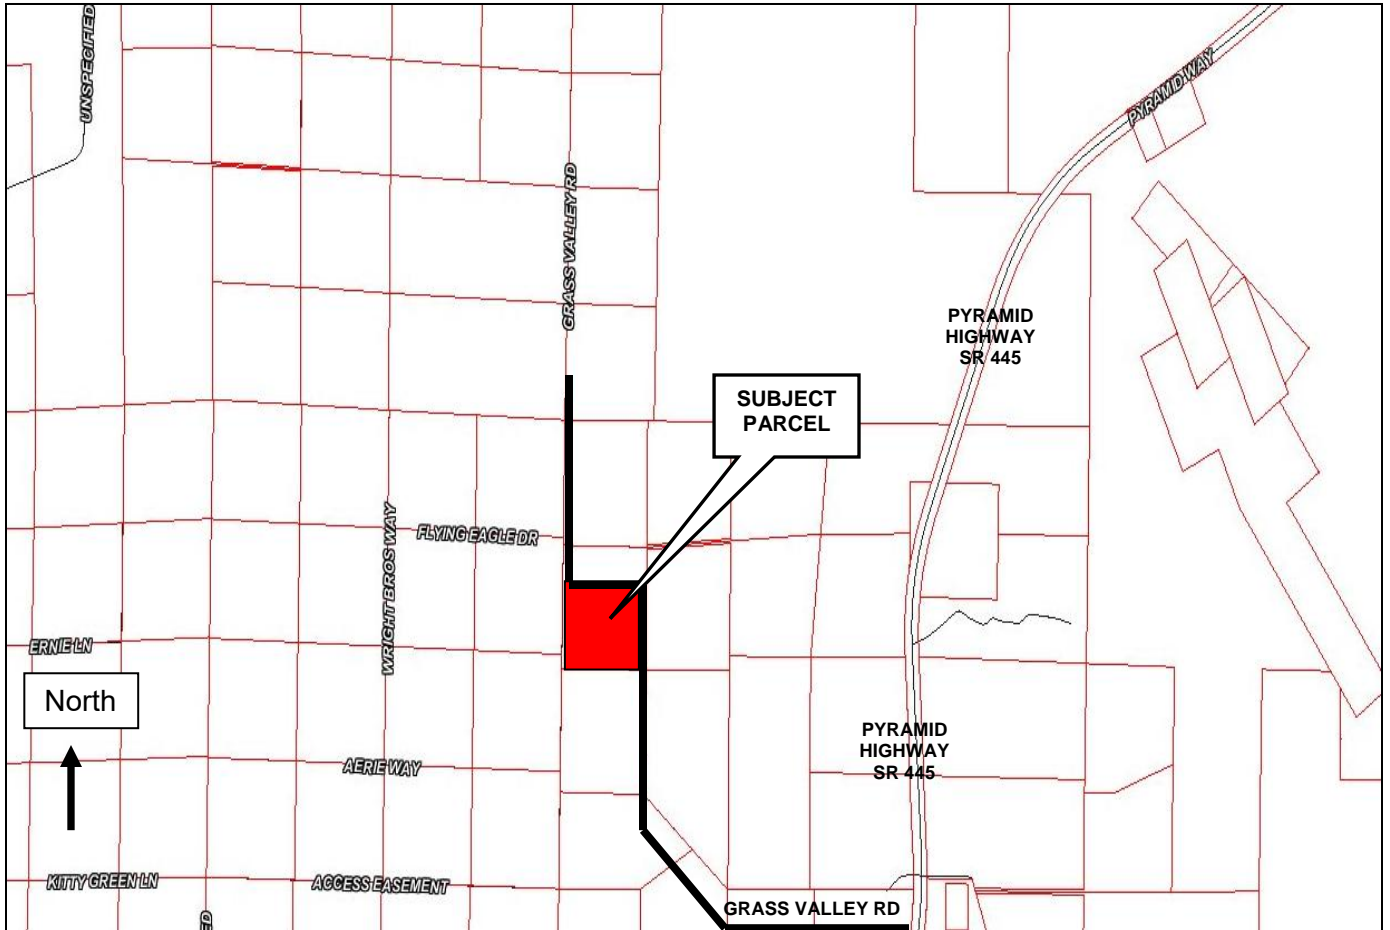 UNSPECIFIED
PYRAMID WAY
GRASS VALLEY RD
PYRAMID
HIGHWAY
SR 445
SUBJECT
PARCEL
FLYING EAGLE DR
WRIGHT BROS WAY
ERNIE LN
North
PYRAMID
HIGHWAY
SR 445
AERIE WAY
KITTY GREEN LN
ACCESS EASEMENT
GRASS VALLEY RD
ED